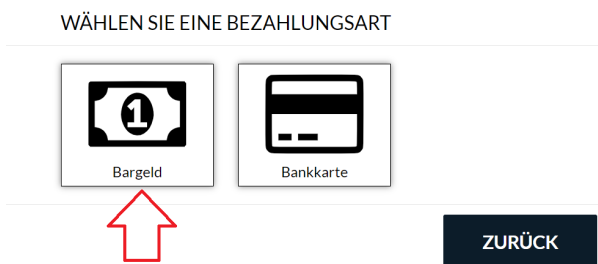 WÄHLEN SIE EINE BEZAHLUNGSART
1
Bargeld
Bankkarte
ZURÜCK